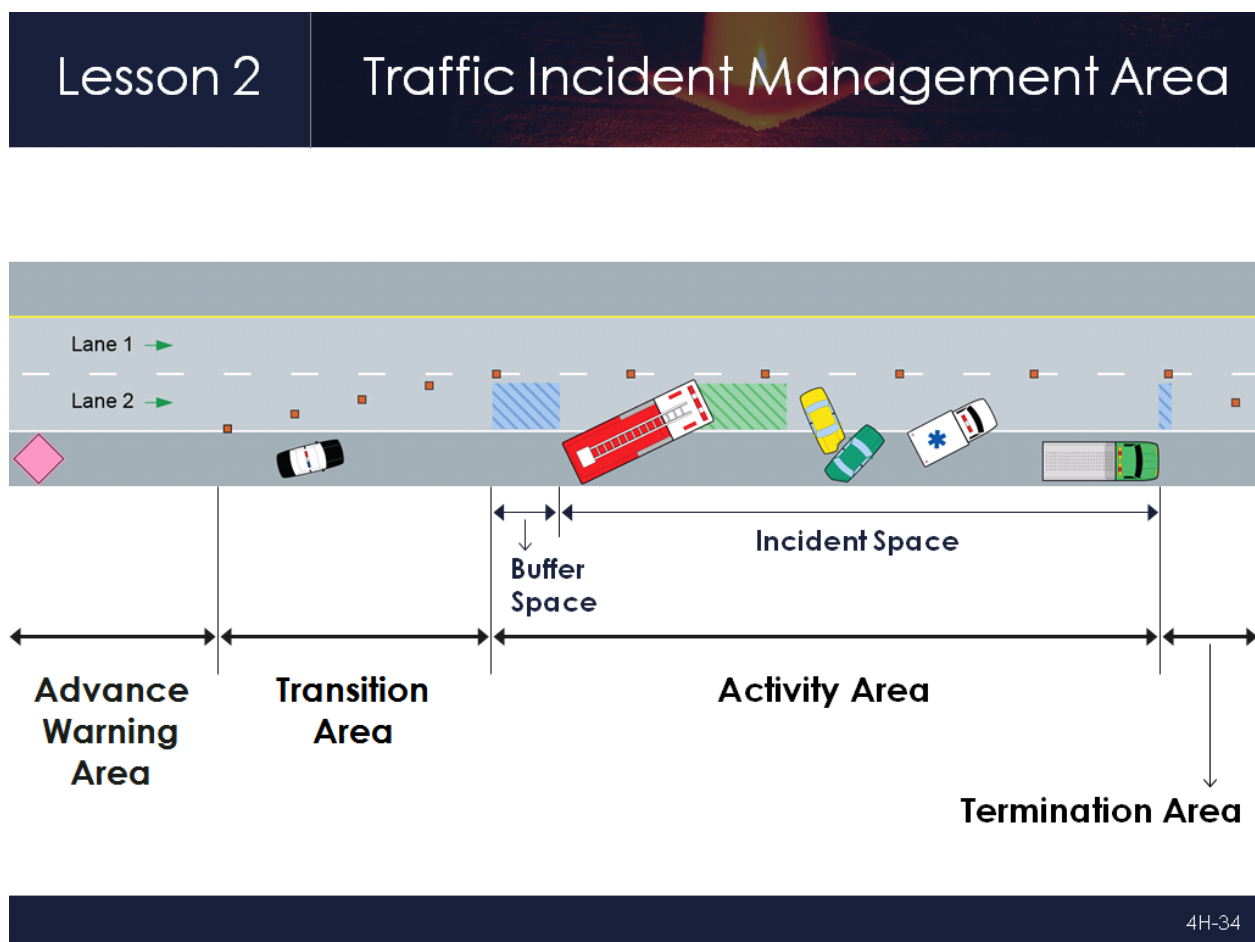 Lesson 2
Traffic Incident Management Area
Lane 1
Lane 2
Incident Space
Buffer
Space
Advance
Warning
Area
Transition
Area
Activity Area
Termination Area
4H-34